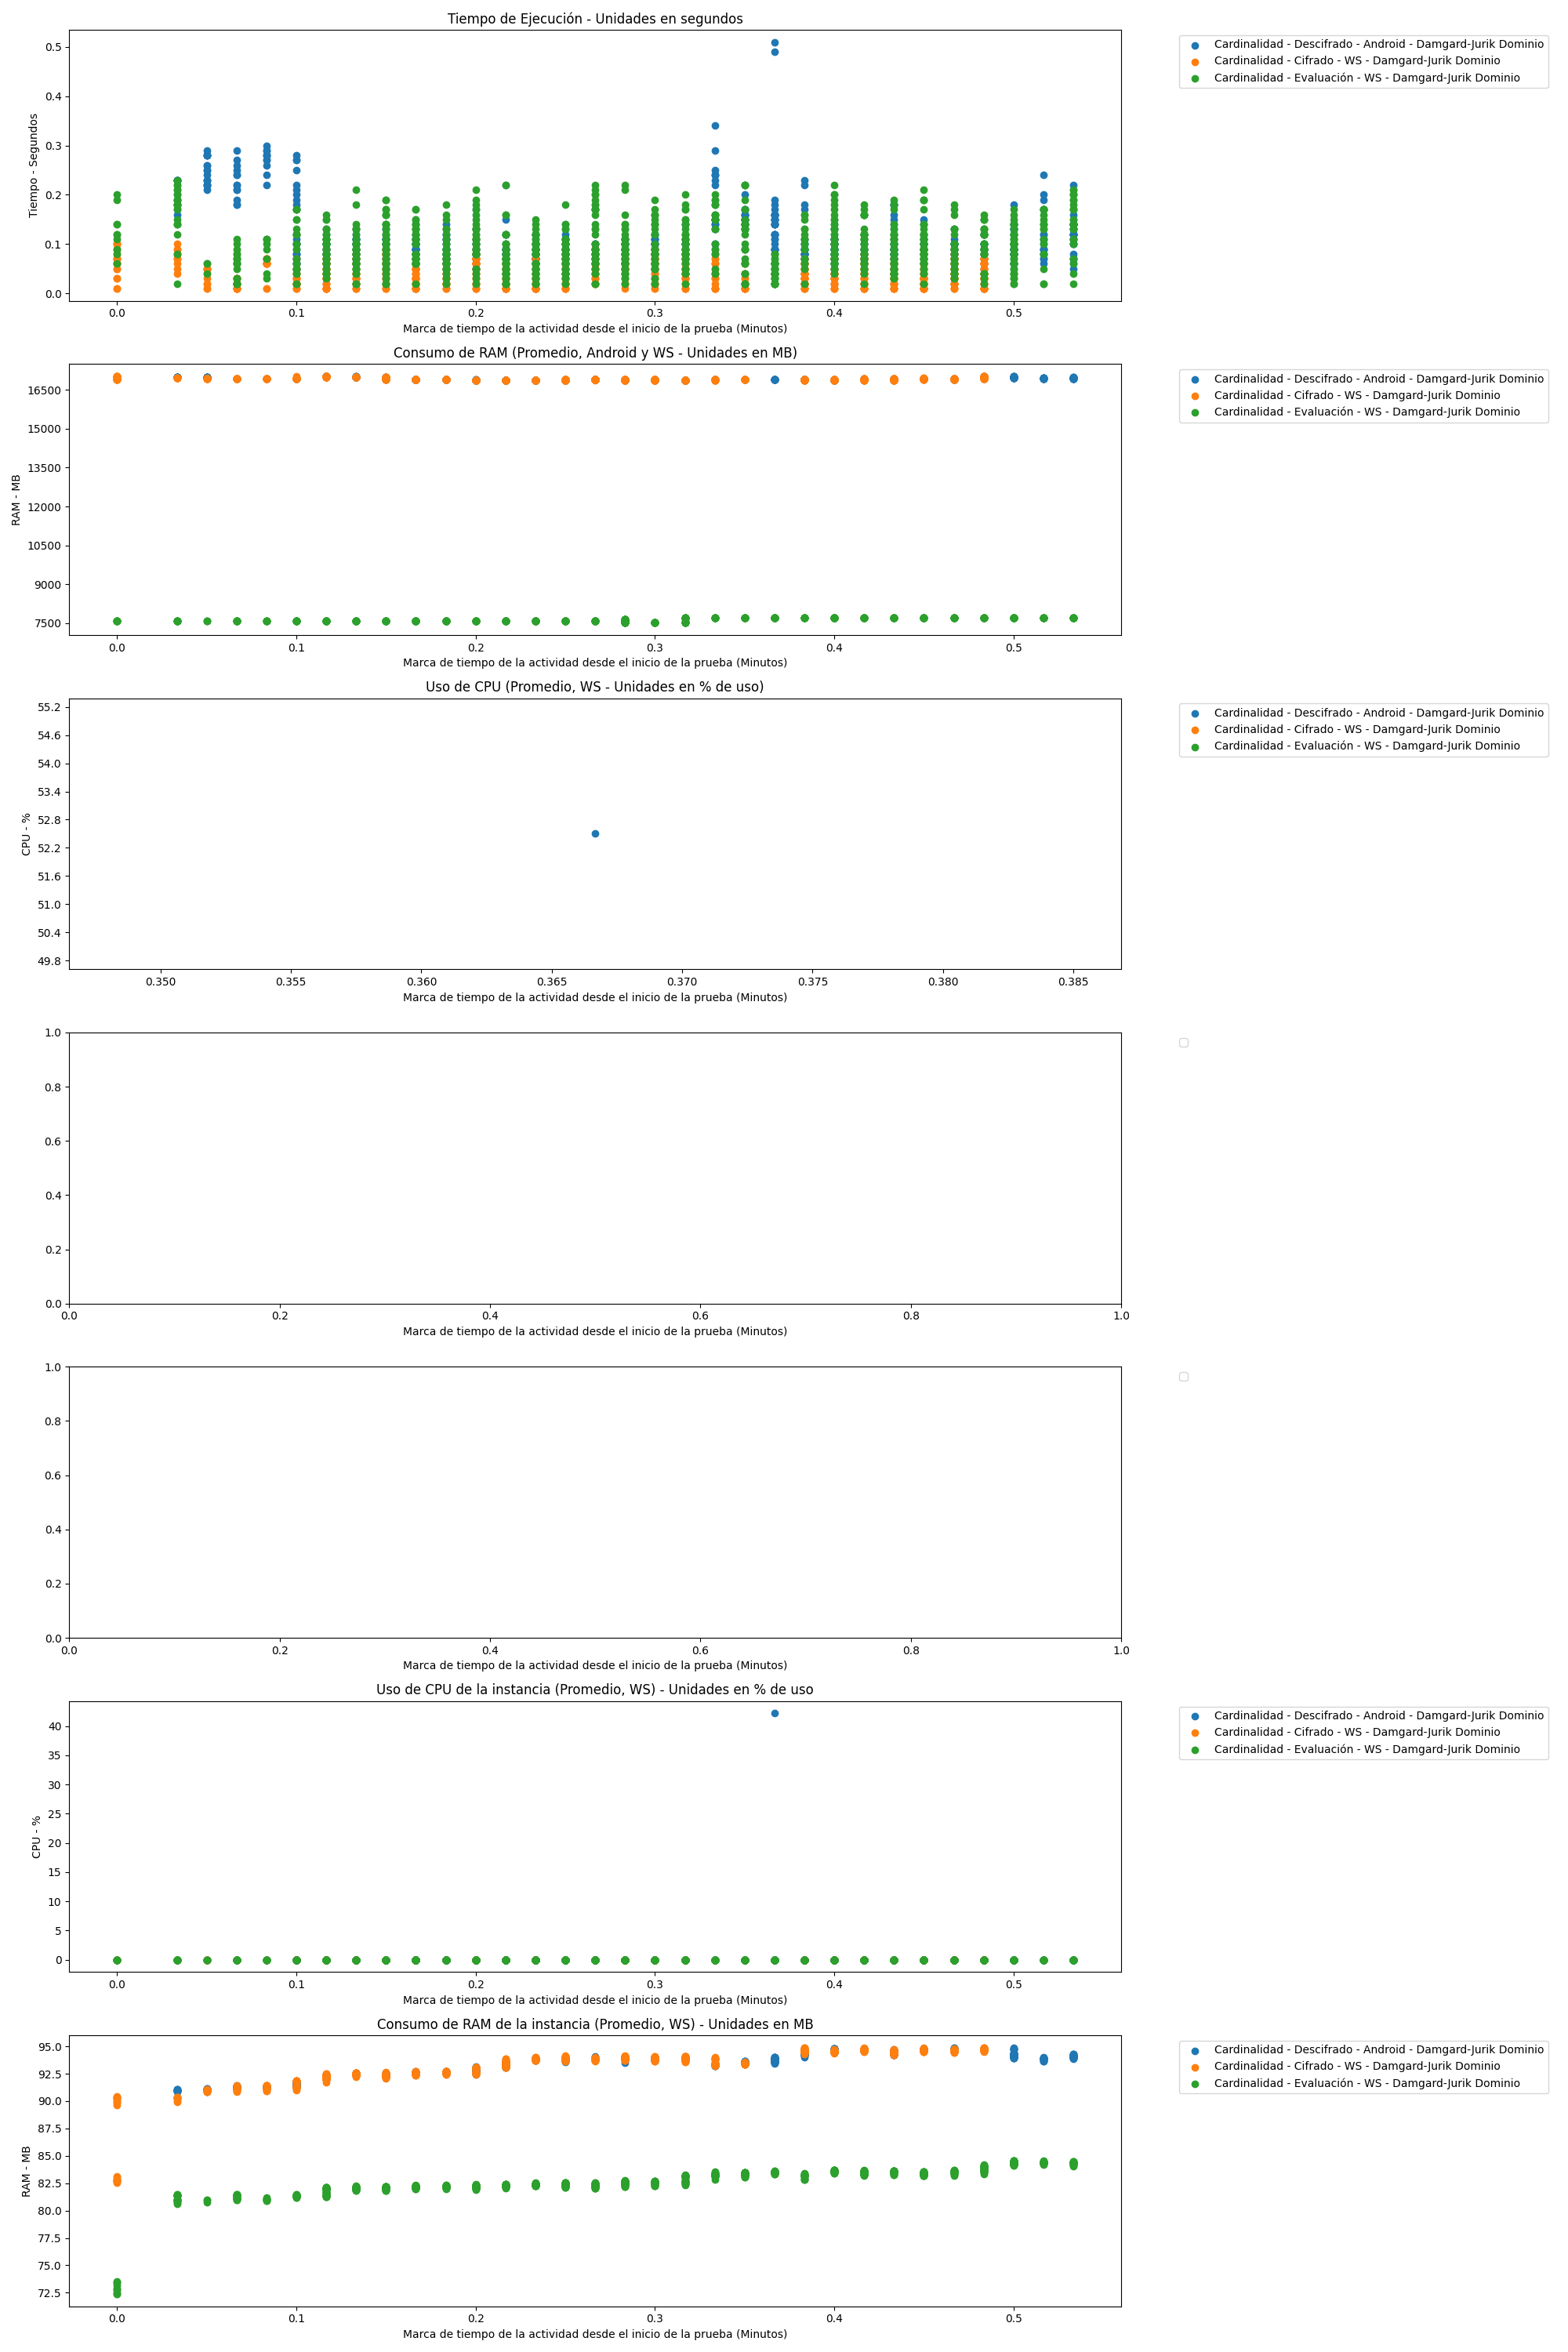 Tiempo de Ejecución - Unidades en segundos
Tiempo - Segundos
0.5
0.4
0.3
0.2
0.1
0.0
0.0 0.1 0.2 0.3 0.4 0.5
Marca de tiempo de la actividad desde el inicio de la prueba (Minutos)
Cardinalidad - Descifrado - Android - Damgard-Jurik Dominio
Cardinalidad - Cifrado - WS - Damgard-Jurik Dominio
Cardinalidad - Evaluación - WS - Damgard-Jurik Dominio
Consumo de RAM (Promedio, Android y WS - Unidades en MB)
RAM - MB
16500
15000
13500
12000
10500
9000
7500
0.0 0.1 0.2 0.3 0.4 0.5
Marca de tiempo de la actividad desde el inicio de la prueba (Minutos)
Cardinalidad - Descifrado - Android - Damgard-Jurik Dominio
Cardinalidad - Cifrado - WS - Damgard-Jurik Dominio
Cardinalidad - Evaluación - WS - Damgard-Jurik Dominio
Uso de CPU (Promedio, WS - Unidades en % de uso)
CPU - %
55.2
54.6
54.0
53.4
52.8
52.2
51.6
51.0
50.4
49.8
0.350 0.355 0.360 0.365 0.370 0.375 0.380 0.385
Marca de tiempo de la actividad desde el inicio de la prueba (Minutos)
Cardinalidad - Descifrado - Android - Damgard-Jurik Dominio
Cardinalidad - Cifrado - WS - Damgard-Jurik Dominio
Cardinalidad - Evaluación - WS - Damgard-Jurik Dominio
1.0
0.8
0.6
0.4
0.2
0.0
0.0 0.2 0.4 0.6 0.8 1.0
Marca de tiempo de la actividad desde el inicio de la prueba (Minutos)
1.0
0.8
0.6
0.4
0.2
0.0
0.0 0.2 0.4 0.6 0.8 1.0
Marca de tiempo de la actividad desde el inicio de la prueba (Minutos)
Uso de CPU de la instancia (Promedio, WS) - Unidades en % de uso
CPU - %
40
35
30
25
20
15
10
5
0
0.0 0.1 0.2 0.3 0.4 0.5
Marca de tiempo de la actividad desde el inicio de la prueba (Minutos)
Cardinalidad - Descifrado - Android - Damgard-Jurik Dominio
Cardinalidad - Cifrado - WS - Damgard-Jurik Dominio
Cardinalidad - Evaluación - WS - Damgard-Jurik Dominio
Consumo de RAM de la instancia (Promedio, WS) - Unidades en MB
RAM - MB
95.0
92.5
90.0
87.5
85.0
82.5
80.0
77.5
75.0
72.5
0.0 0.1 0.2 0.3 0.4 0.5
Marca de tiempo de la actividad desde el inicio de la prueba (Minutos)
Cardinalidad - Descifrado - Android - Damgard-Jurik Dominio
Cardinalidad - Cifrado - WS - Damgard-Jurik Dominio
Cardinalidad - Evaluación - WS - Damgard-Jurik Dominio